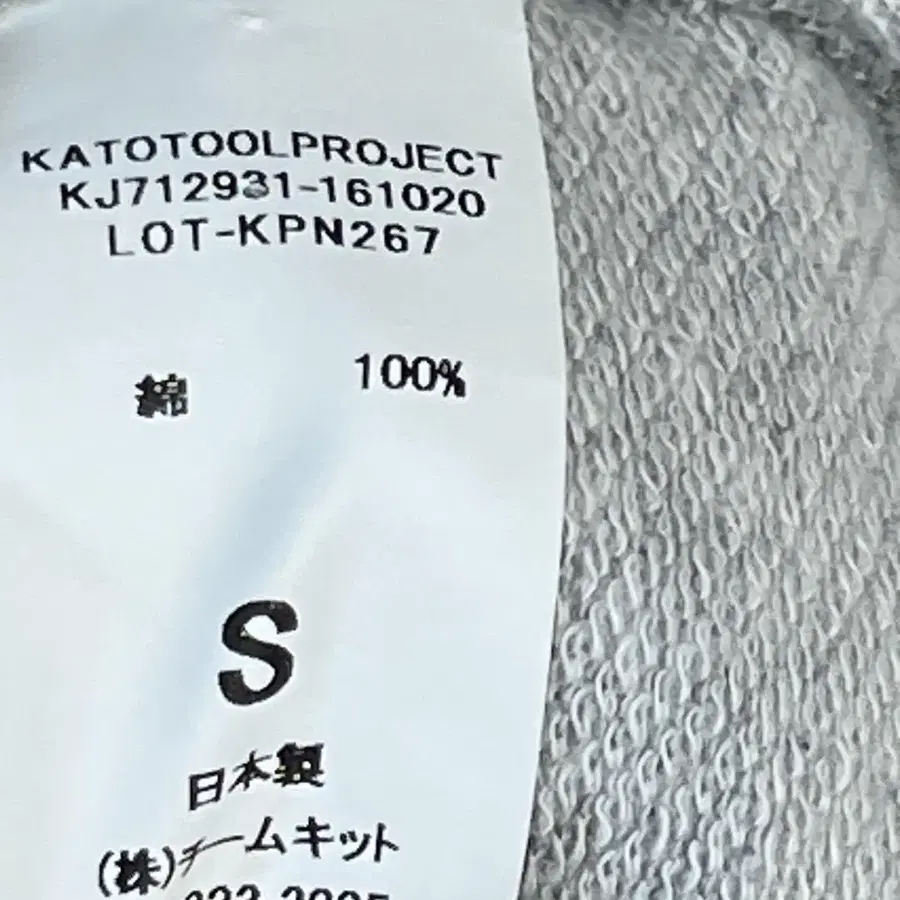 KATOTOOLPROJECT
KJ712931-161020
LOT-KPN267
綿 100%
S
日本製
(株)チームキット